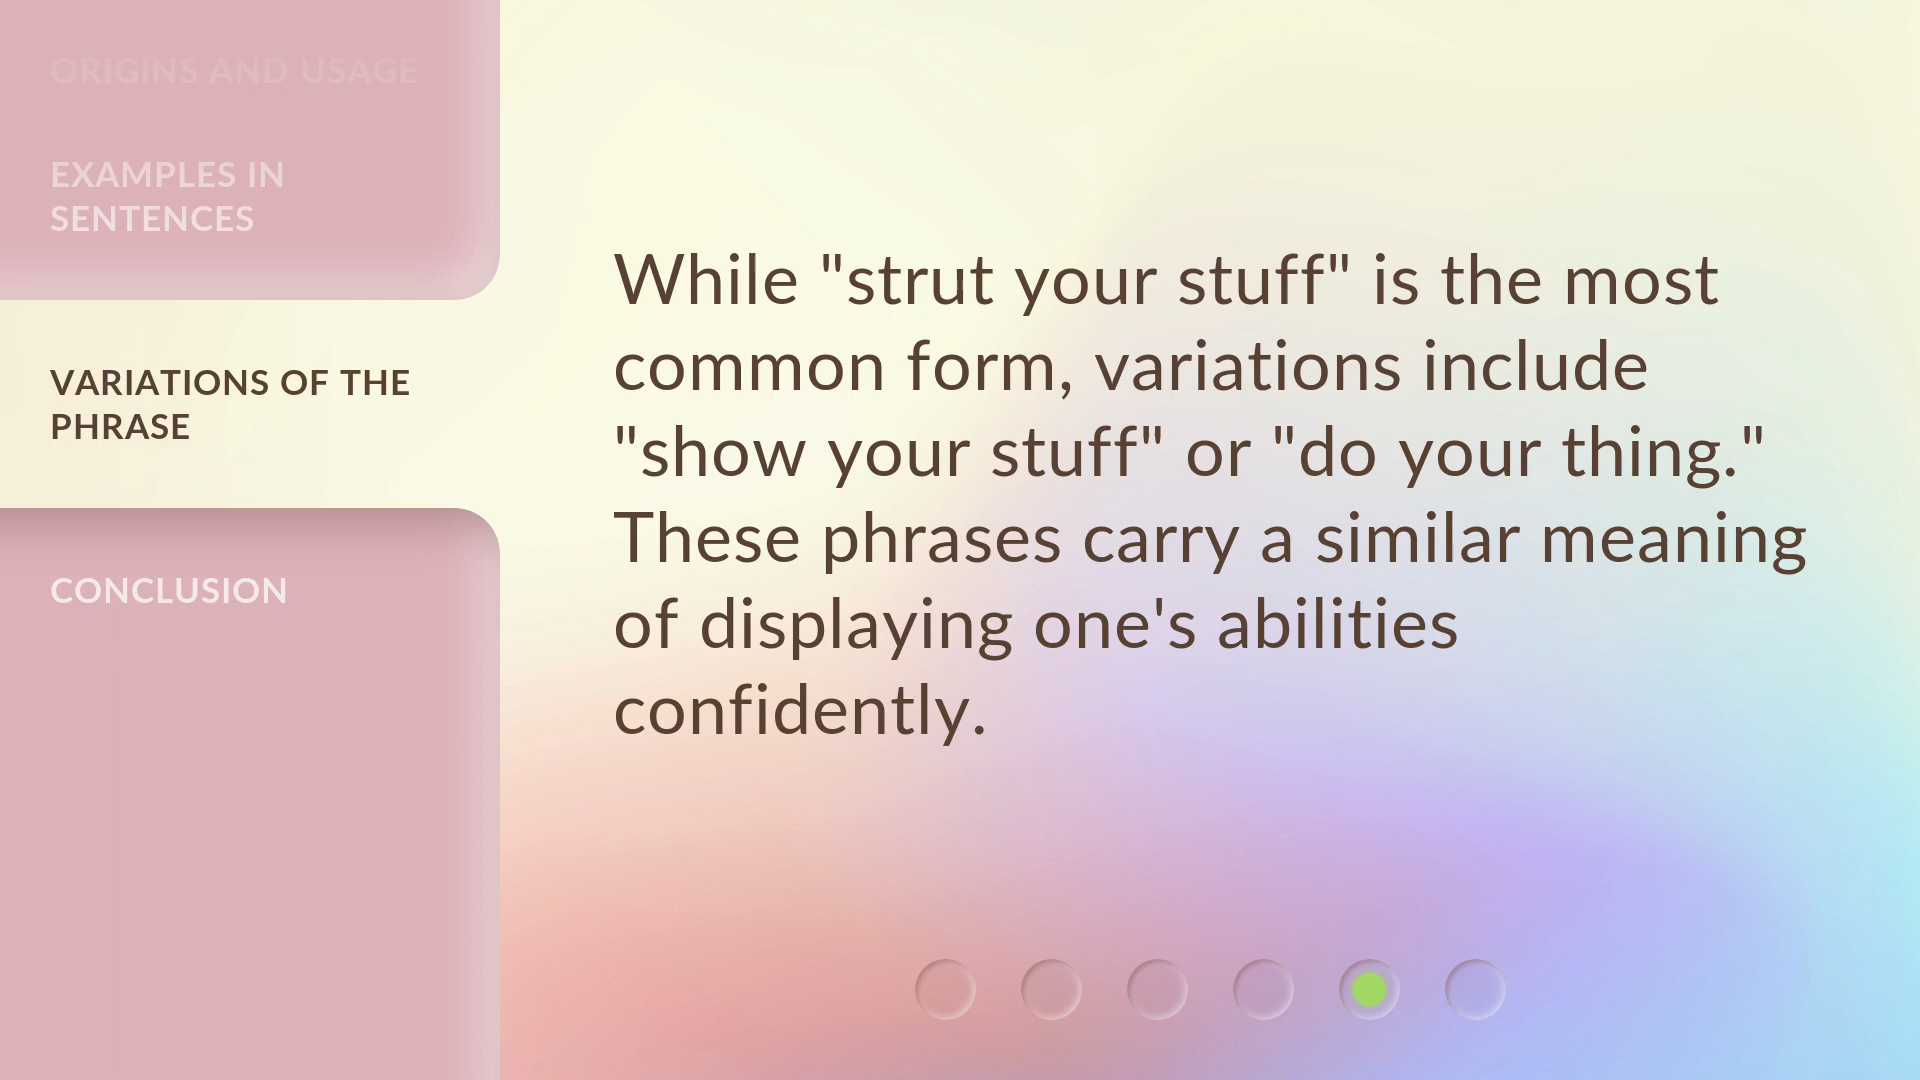 ORIGINS AND USAGE
EXAMPLES IN
SENTENCES
VARIATIONS OF THE
PHRASE
CONCLUSION
While "strut your stuff" is the most
common form, variations include
"show your stuff" or "do your thing."
These phrases carry a similar meaning
of displaying one's abilities
confidently.